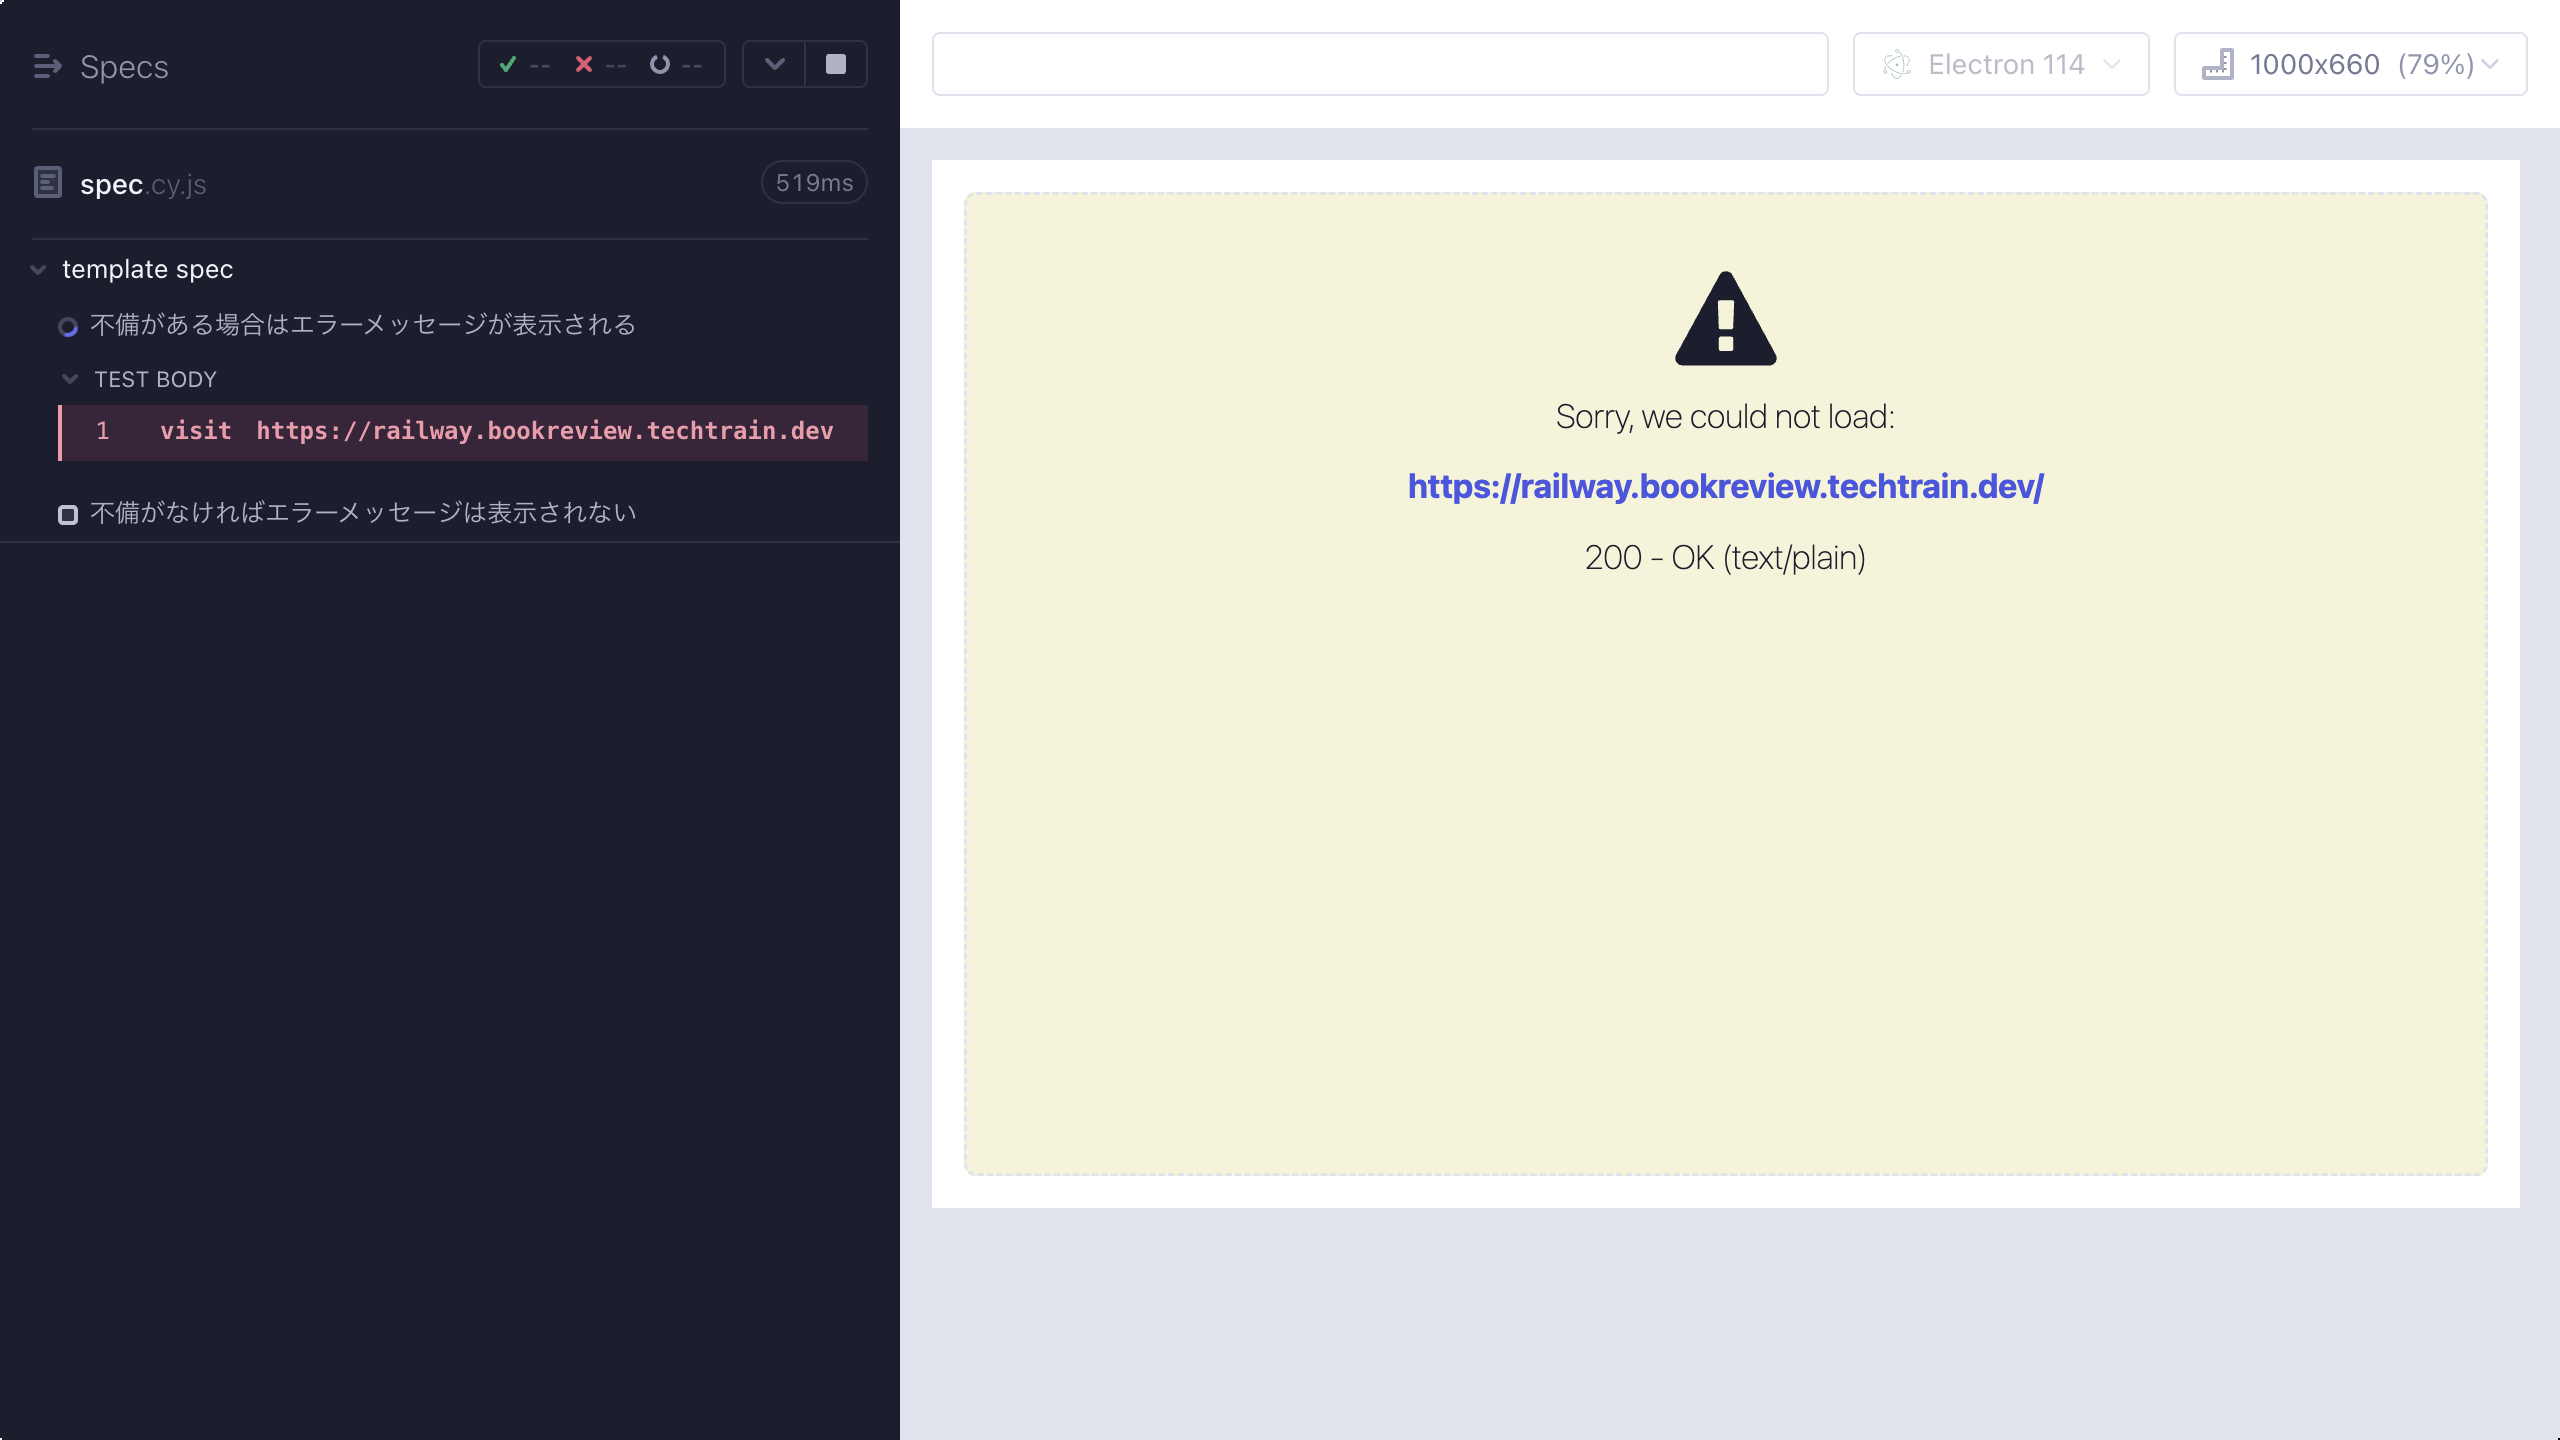 Specs
-- -- --
spec.cy.js
519ms
template spec
不備がある場合はエラーメッセージが表示される
TEST BODY
1 visit https://railway.bookreview.techtrain.dev
不備がなければエラーメッセージは表示されない
Electron 114
1000x660 (79%)
Sorry, we could not load:
https://railway.bookreview.techtrain.dev/
200 - OK (text/plain)